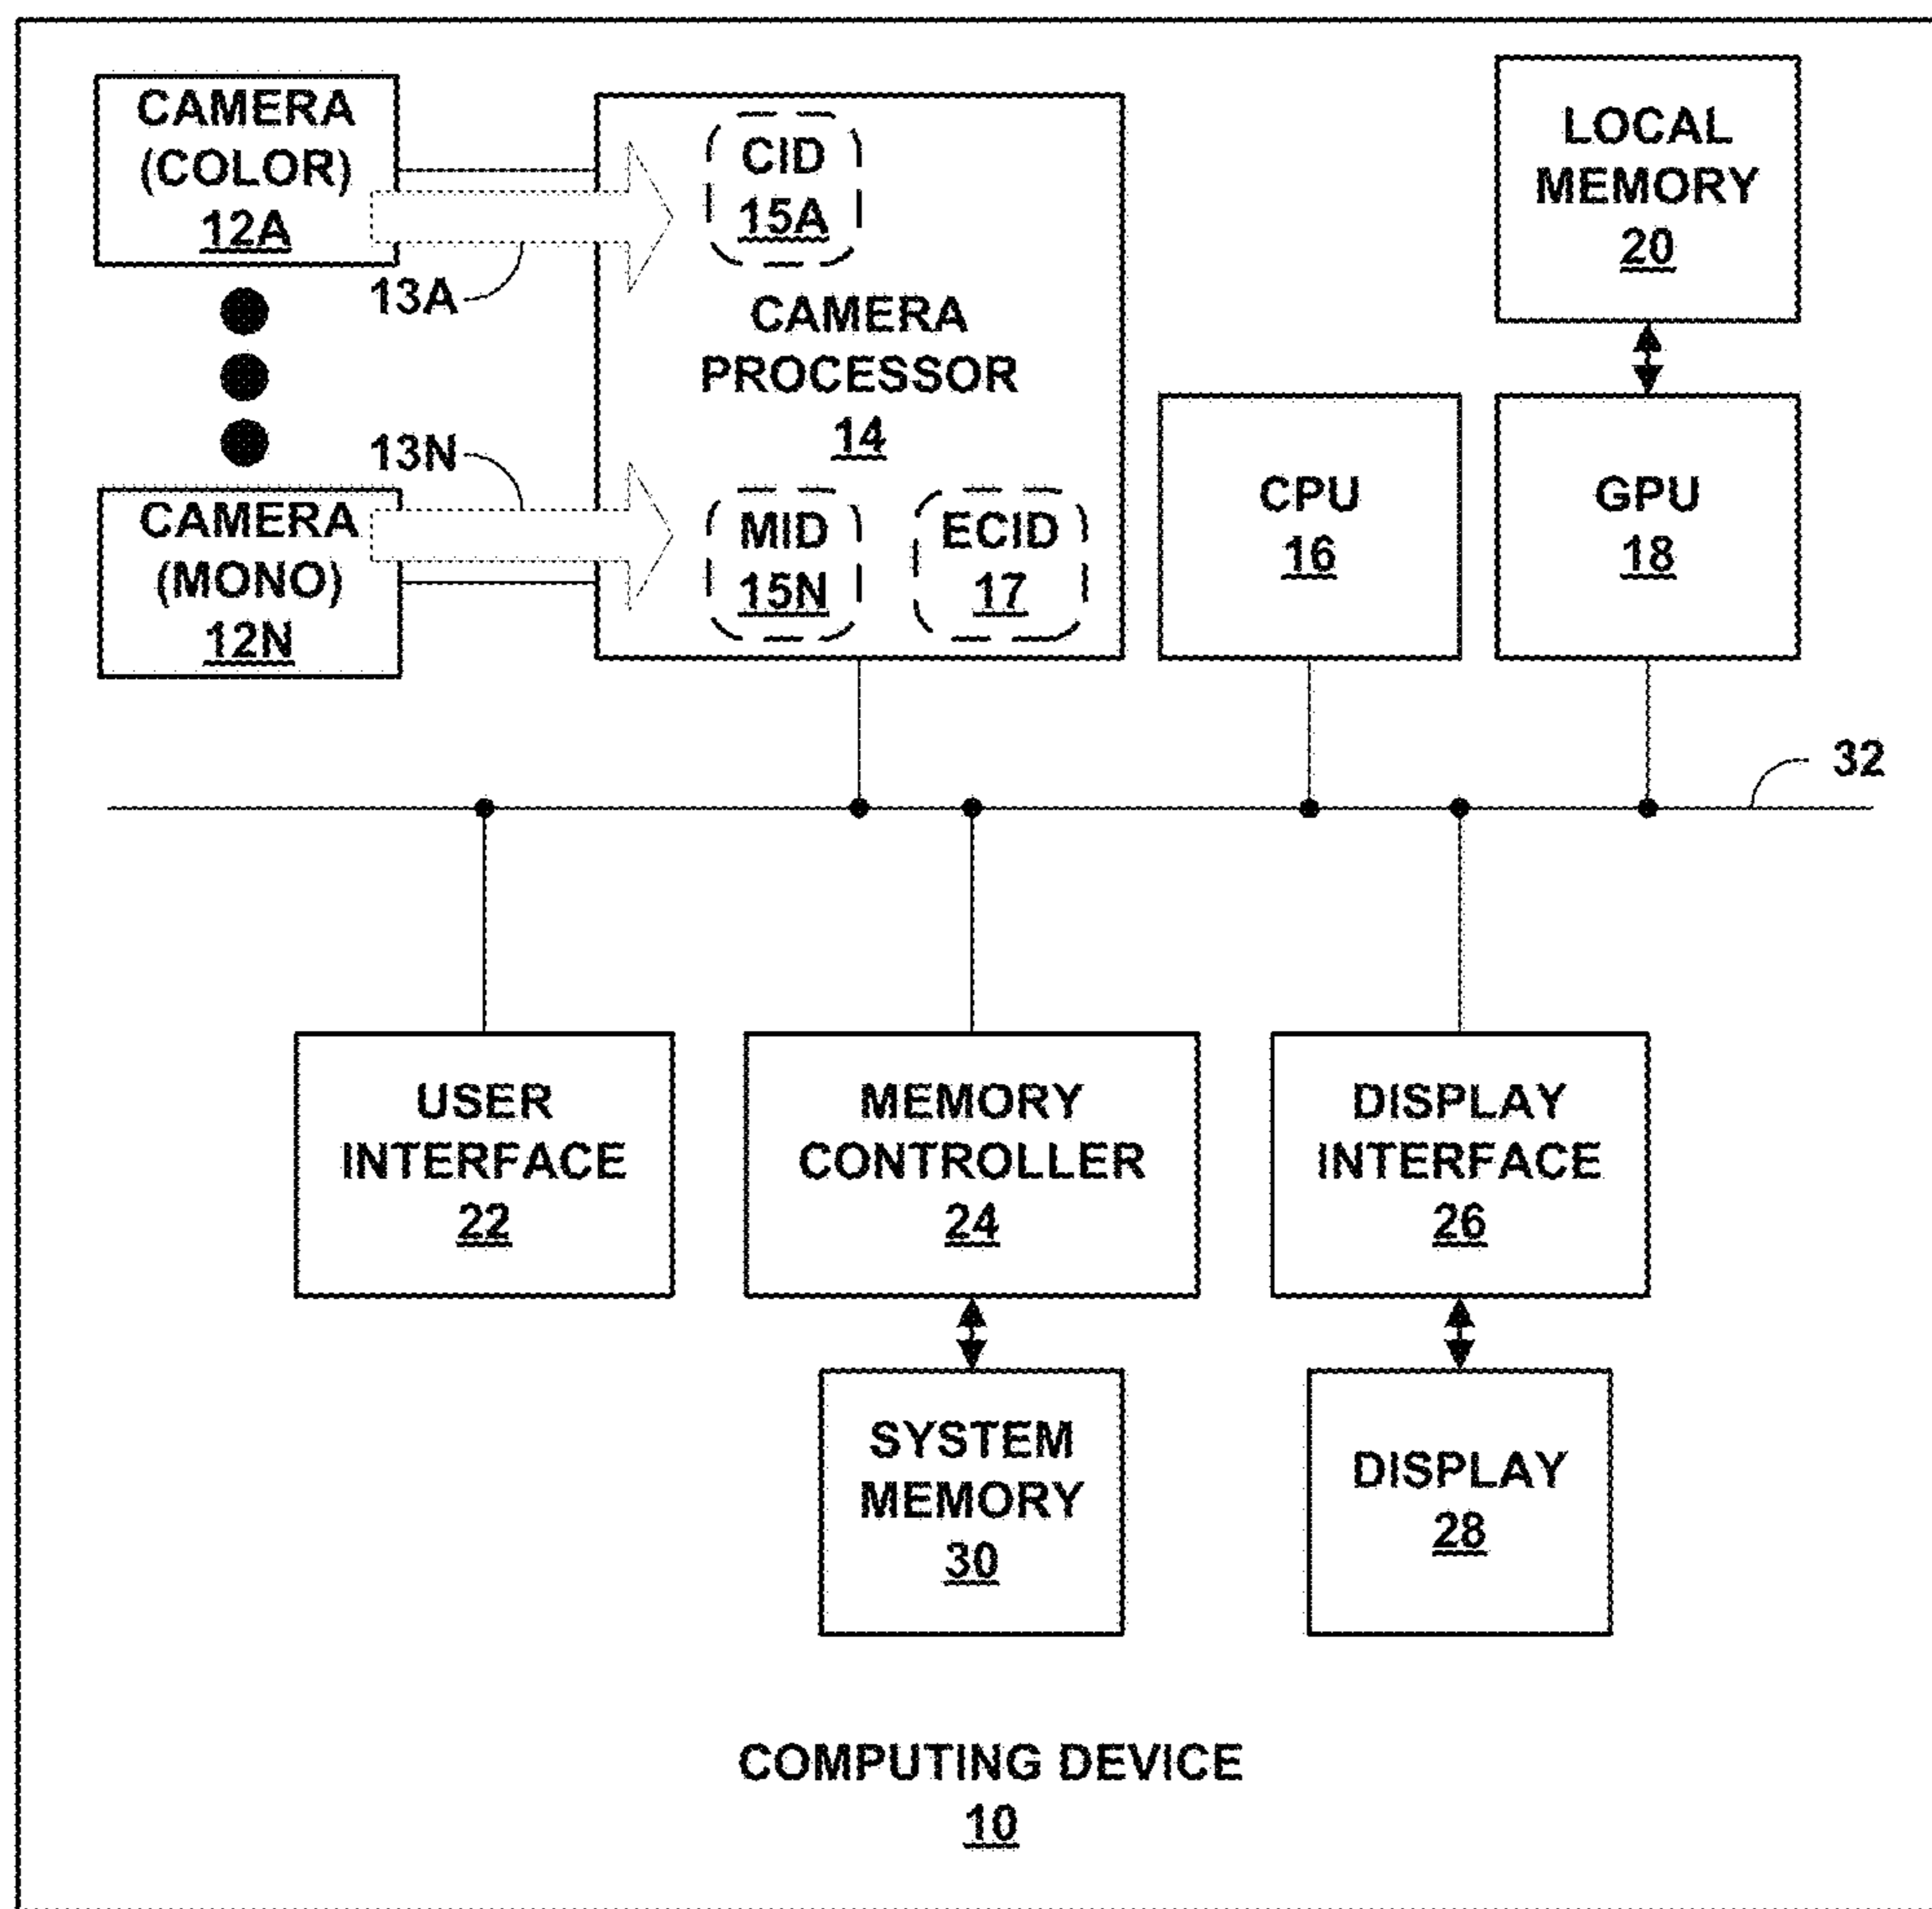 CAMERA
(COLOR)
12A
13A
CID
15A
CAMERA
PROCESSOR
14
13N
CAMERA
(MONO)
12N
MID
15N
ECID
17
LOCAL
MEMORY
20
CPU
16
GPU
18
32
USER
INTERFACE
22
MEMORY
CONTROLLER
24
DISPLAY
INTERFACE
26
SYSTEM
MEMORY
30
DISPLAY
28
COMPUTING DEVICE
10